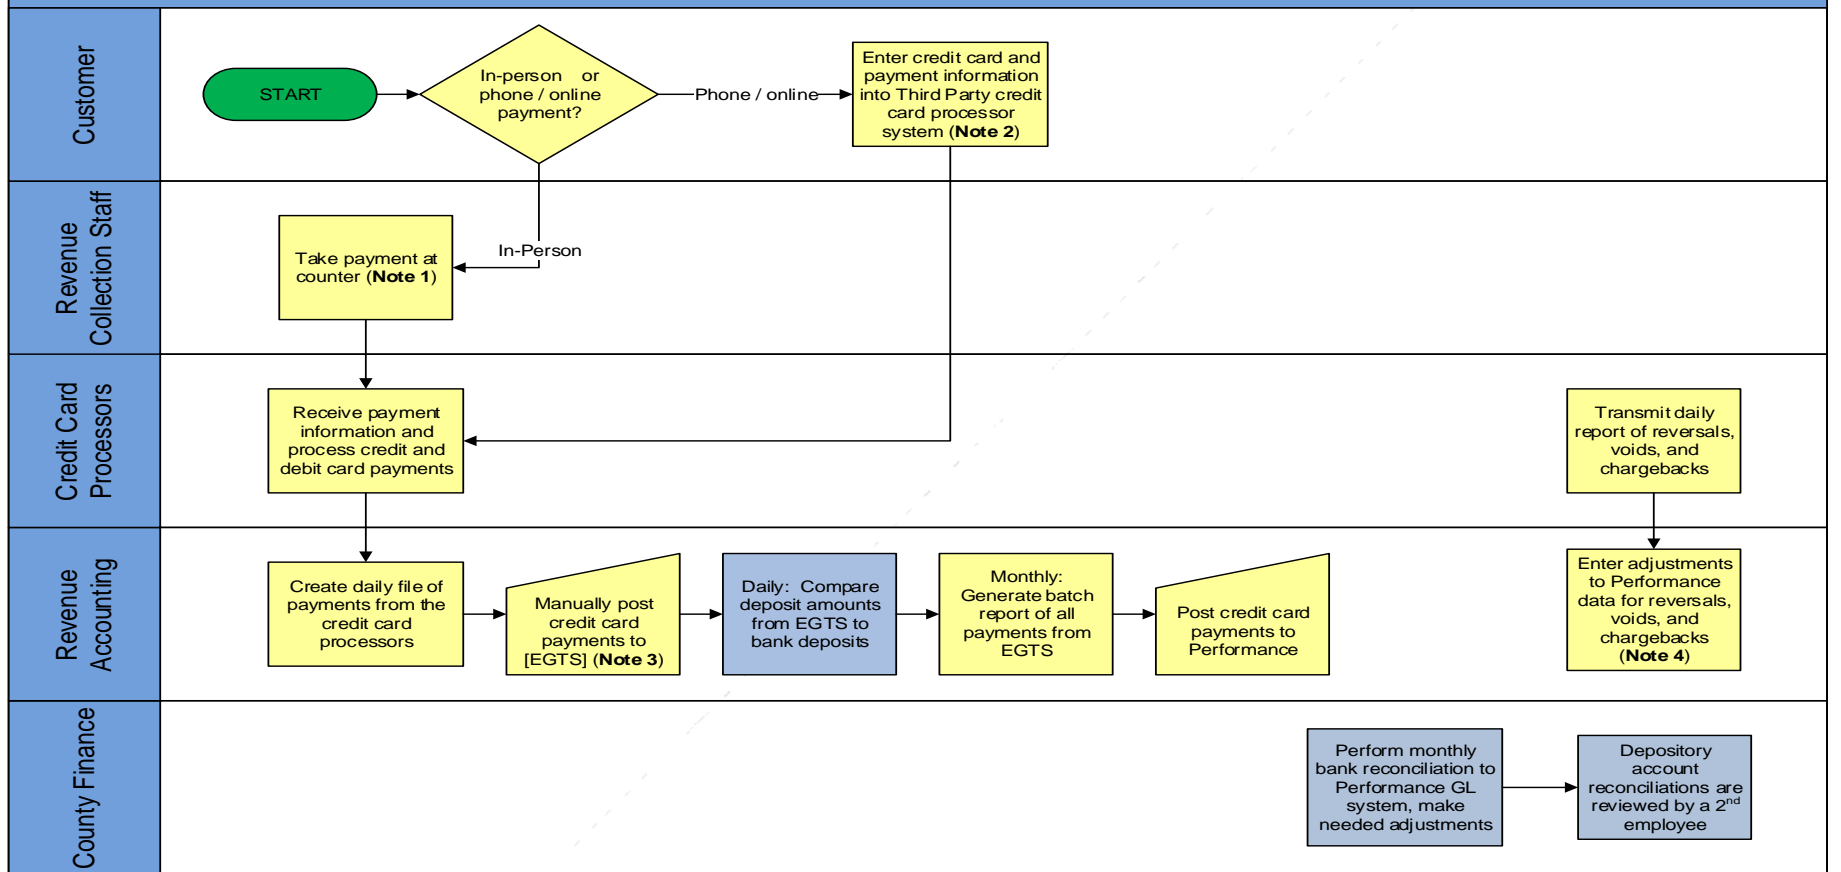 Customer
START
In-person or
phone / online
payment?
Phone / online
Enter credit card and
payment information
into Third Party credit
card processor
system (Note 2)
Revenue
Collection Staff
Take payment at
counter (Note 1)
In-Person
Credit Card
Processors
Receive payment
information and
process credit and
debit card payments
Transmit daily
report of reversals,
voids, and
chargebacks
Revenue
Accounting
Create daily file of
payments from the
credit card
processors
Manually post
credit card
payments to
[EGTS] (Note 3)
Daily: Compare
deposit amounts
from EGTS to
bank deposits
Monthly:
Generate batch
report of all
payments from
EGTS
Post credit card
payments to
Performance
Enter adjustments
to Performance
data for reversals,
voids, and
chargebacks
(Note 4)
County Finance
Perform monthly
bank reconciliation to
Performance GL
system, make
needed adjustments
Depository
account
reconciliations are
reviewed by a 2nd
employee